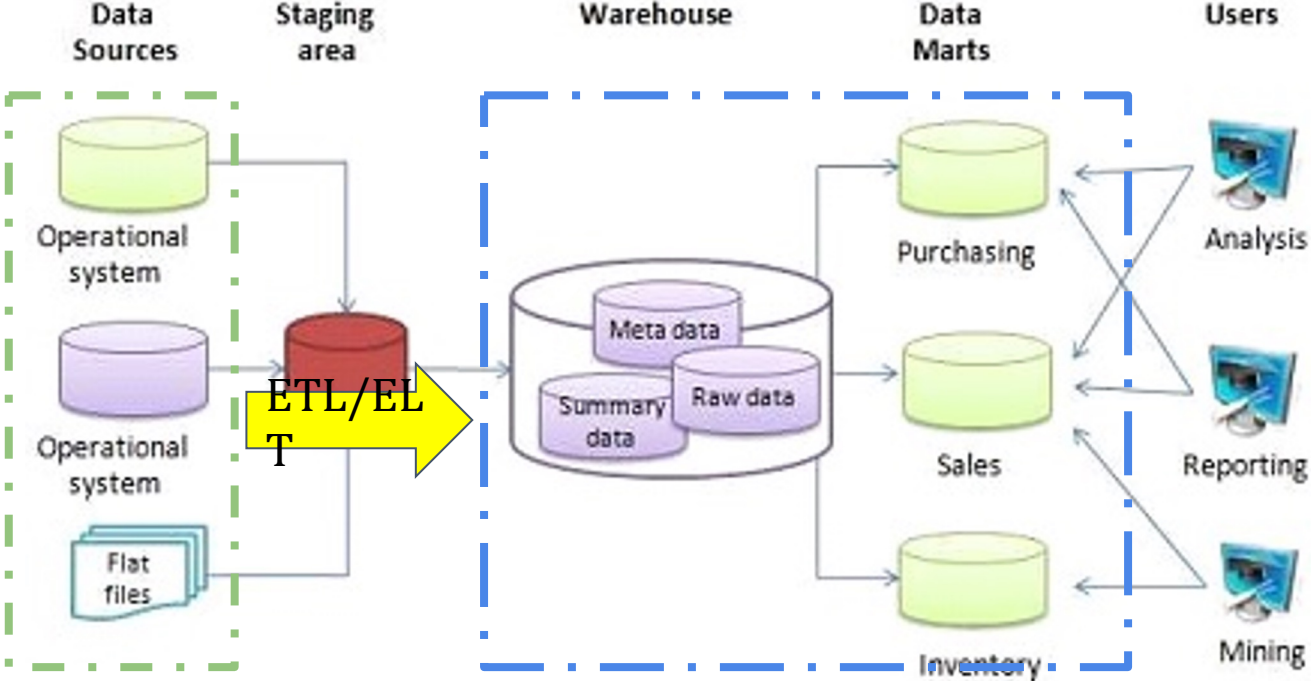 Data
Sources
Staging
area
Warehouse
Data
Marts
Users
Operational
system
Operational
system
Flat
files
ETL/EL
T
Meta data
Summary
data
Raw data
Purchasing
Sales
Inventory
Analysis
Reporting
Mining